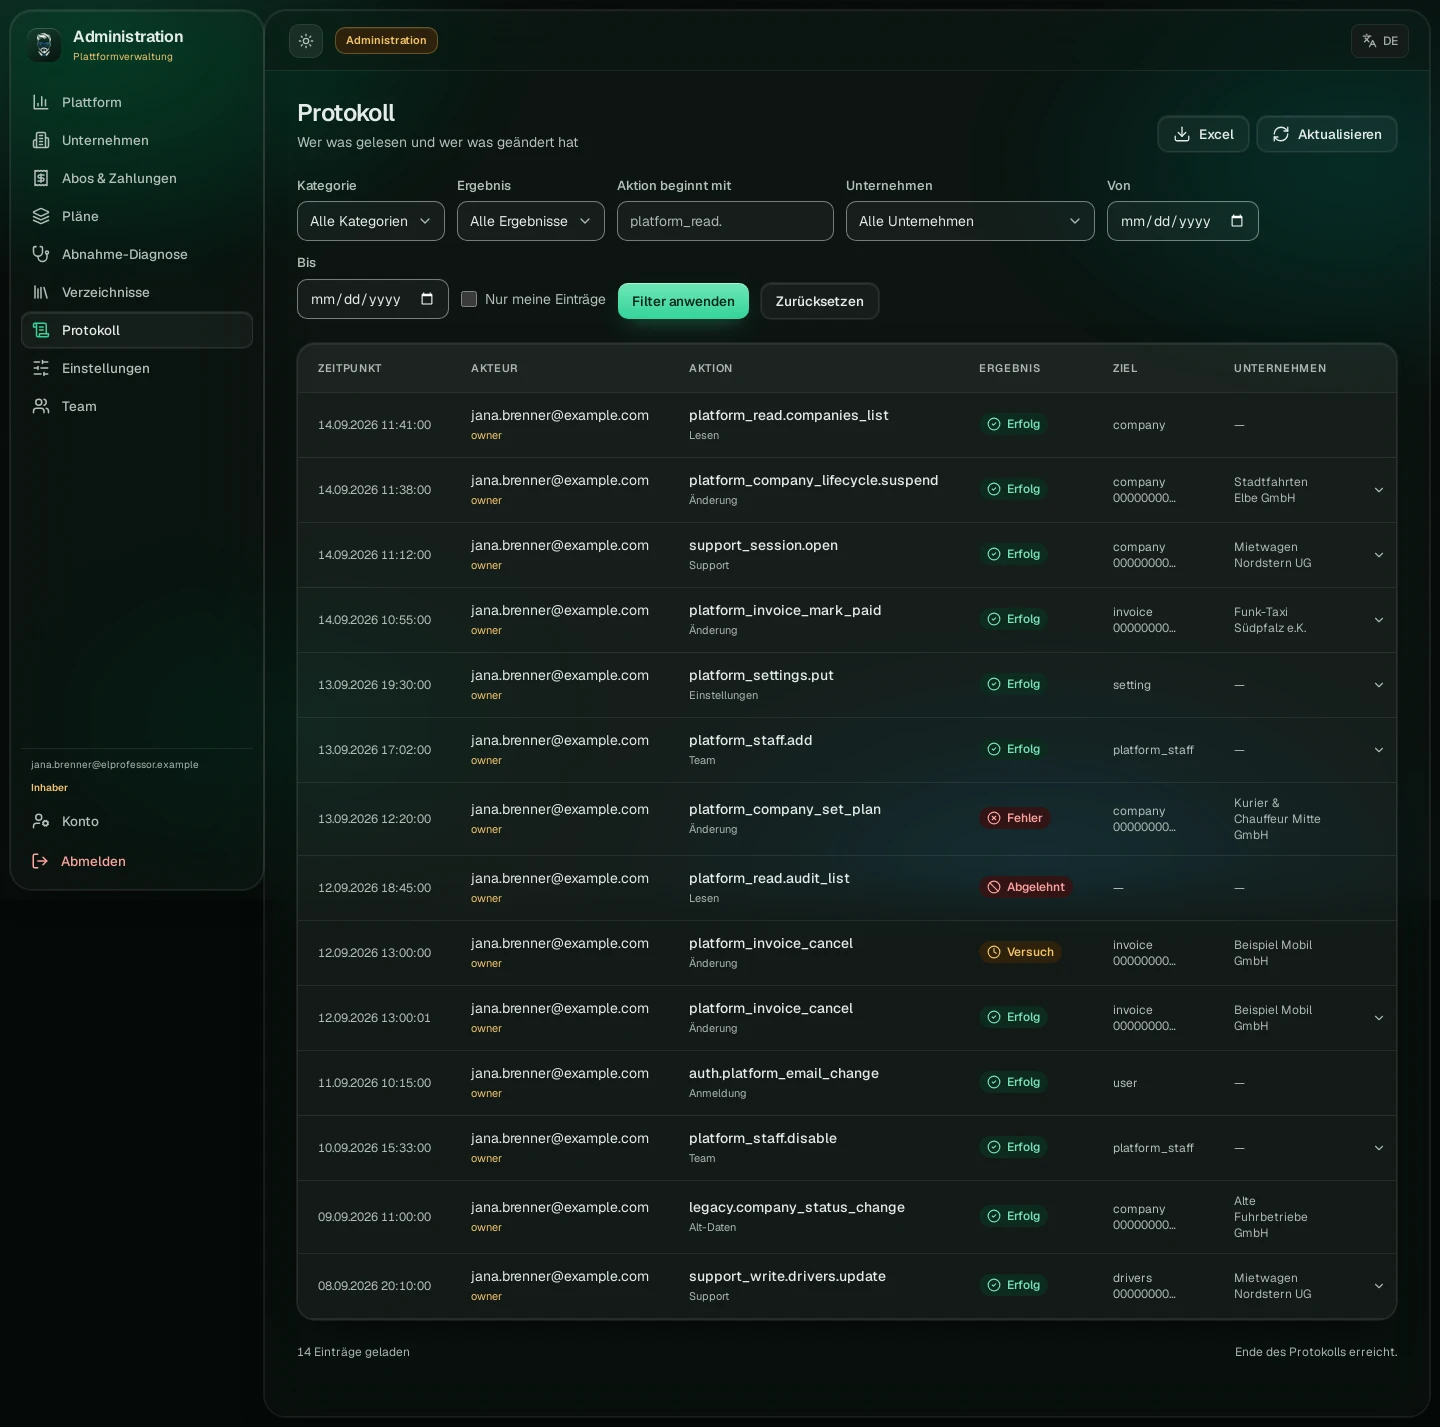 Administration
Plattformverwaltung
Plattform
Unternehmen
Abos & Zahlungen
Pläne
Abnahme-Diagnose
Verzeichnisse
Protokoll
Einstellungen
Team
jana.brenner@elprofessor.example
Inhaber
Konto
Abmelden
Administration
DE
Protokoll
Wer was gelesen und wer was geändert hat
Excel
Aktualisieren
Kategorie
Ergebnis
Aktion beginnt mit
Unternehmen
Von
Alle Kategorien
Alle Ergebnisse
platform_read.
Alle Unternehmen
mm/dd/yyyy
Bis
mm/dd/yyyy
Nur meine Einträge
Filter anwenden
Zurücksetzen
ZEITPUNKT AKTEUR AKTION ERGEBNIS ZIEL UNTERNEHMEN
14.09.2026 11:41:00
jana.brenner@example.com
owner
platform_read.companies_list
Lesen
Erfolg
company
—
14.09.2026 11:38:00
jana.brenner@example.com
owner
platform_company_lifecycle.suspend
Änderung
Erfolg
company
00000000…
Stadtfahrten
Elbe GmbH
14.09.2026 11:12:00
jana.brenner@example.com
owner
support_session.open
Support
Erfolg
company
00000000…
Mietwagen
Nordstern UG
14.09.2026 10:55:00
jana.brenner@example.com
owner
platform_invoice_mark_paid
Änderung
Erfolg
invoice
00000000…
Funk-Taxi
Südpfalz e.K.
13.09.2026 19:30:00
jana.brenner@example.com
owner
platform_settings.put
Einstellungen
Erfolg
setting
—
13.09.2026 17:02:00
jana.brenner@example.com
owner
platform_staff.add
Team
Erfolg
platform_staff
—
13.09.2026 12:20:00
jana.brenner@example.com
owner
platform_company_set_plan
Änderung
Fehler
company
00000000…
Kurier &
Chauffeur Mitte
GmbH
12.09.2026 18:45:00
jana.brenner@example.com
owner
platform_read.audit_list
Lesen
Abgelehnt
—
—
12.09.2026 13:00:00
jana.brenner@example.com
owner
platform_invoice_cancel
Änderung
Versuch
invoice
00000000…
Beispiel Mobil
GmbH
12.09.2026 13:00:01
jana.brenner@example.com
owner
platform_invoice_cancel
Änderung
Erfolg
invoice
00000000…
Beispiel Mobil
GmbH
11.09.2026 10:15:00
jana.brenner@example.com
owner
auth.platform_email_change
Anmeldung
Erfolg
user
—
10.09.2026 15:33:00
jana.brenner@example.com
owner
platform_staff.disable
Team
Erfolg
platform_staff
—
09.09.2026 11:00:00
jana.brenner@example.com
owner
legacy.company_status_change
Alt-Daten
Erfolg
company
00000000…
Alte
Fuhrbetriebe
GmbH
08.09.2026 20:10:00
jana.brenner@example.com
owner
support_write.drivers.update
Support
Erfolg
drivers
00000000…
Mietwagen
Nordstern UG
14 Einträge geladen
Ende des Protokolls erreicht.